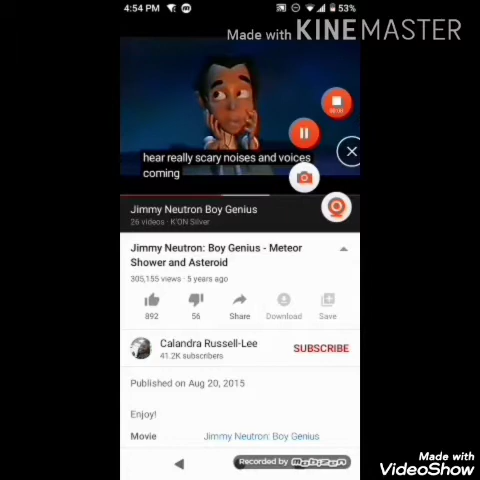 4:54 PM
53%
Made with KINEMASTER
00:00
hear really scary noises and voices
coming
Jimmy Neutron Boy Genius
26 videos · K'ON Silver
Jimmy Neutron: Boy Genius - Meteor
Shower and Asteroid
305,155 views · 5 years ago
892
56
Share
Download
Save
Calandra Russell-Lee
41.2K subscribers
SUBSCRIBE
Published on Aug 20, 2015
Enjoy!
Movie
Jimmy Neutron: Boy Genius
Recorded by mobizen
Made with
VideoShow